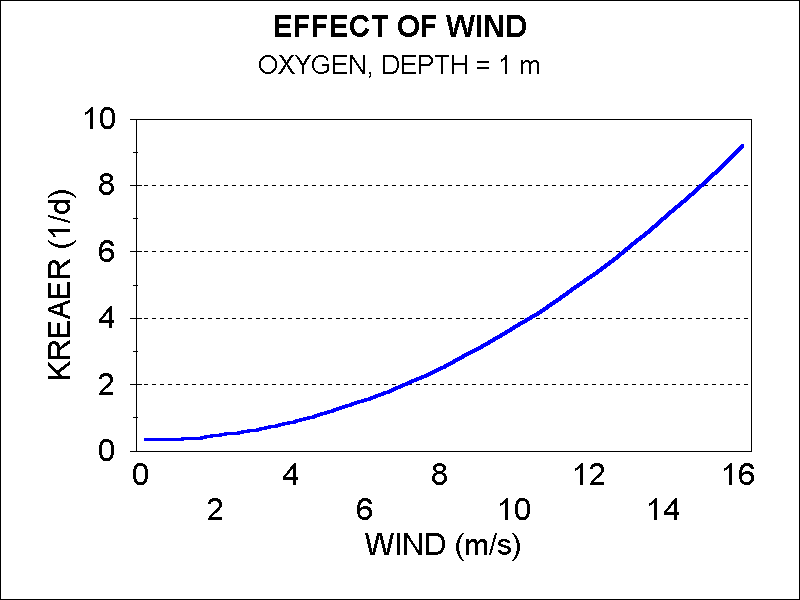 EFFECT OF WIND
OXYGEN, DEPTH = 1 m
10
8
6
4
2
0
KREAER (1/d)
0 4 8 12 16
2 6 10 14
WIND (m/s)